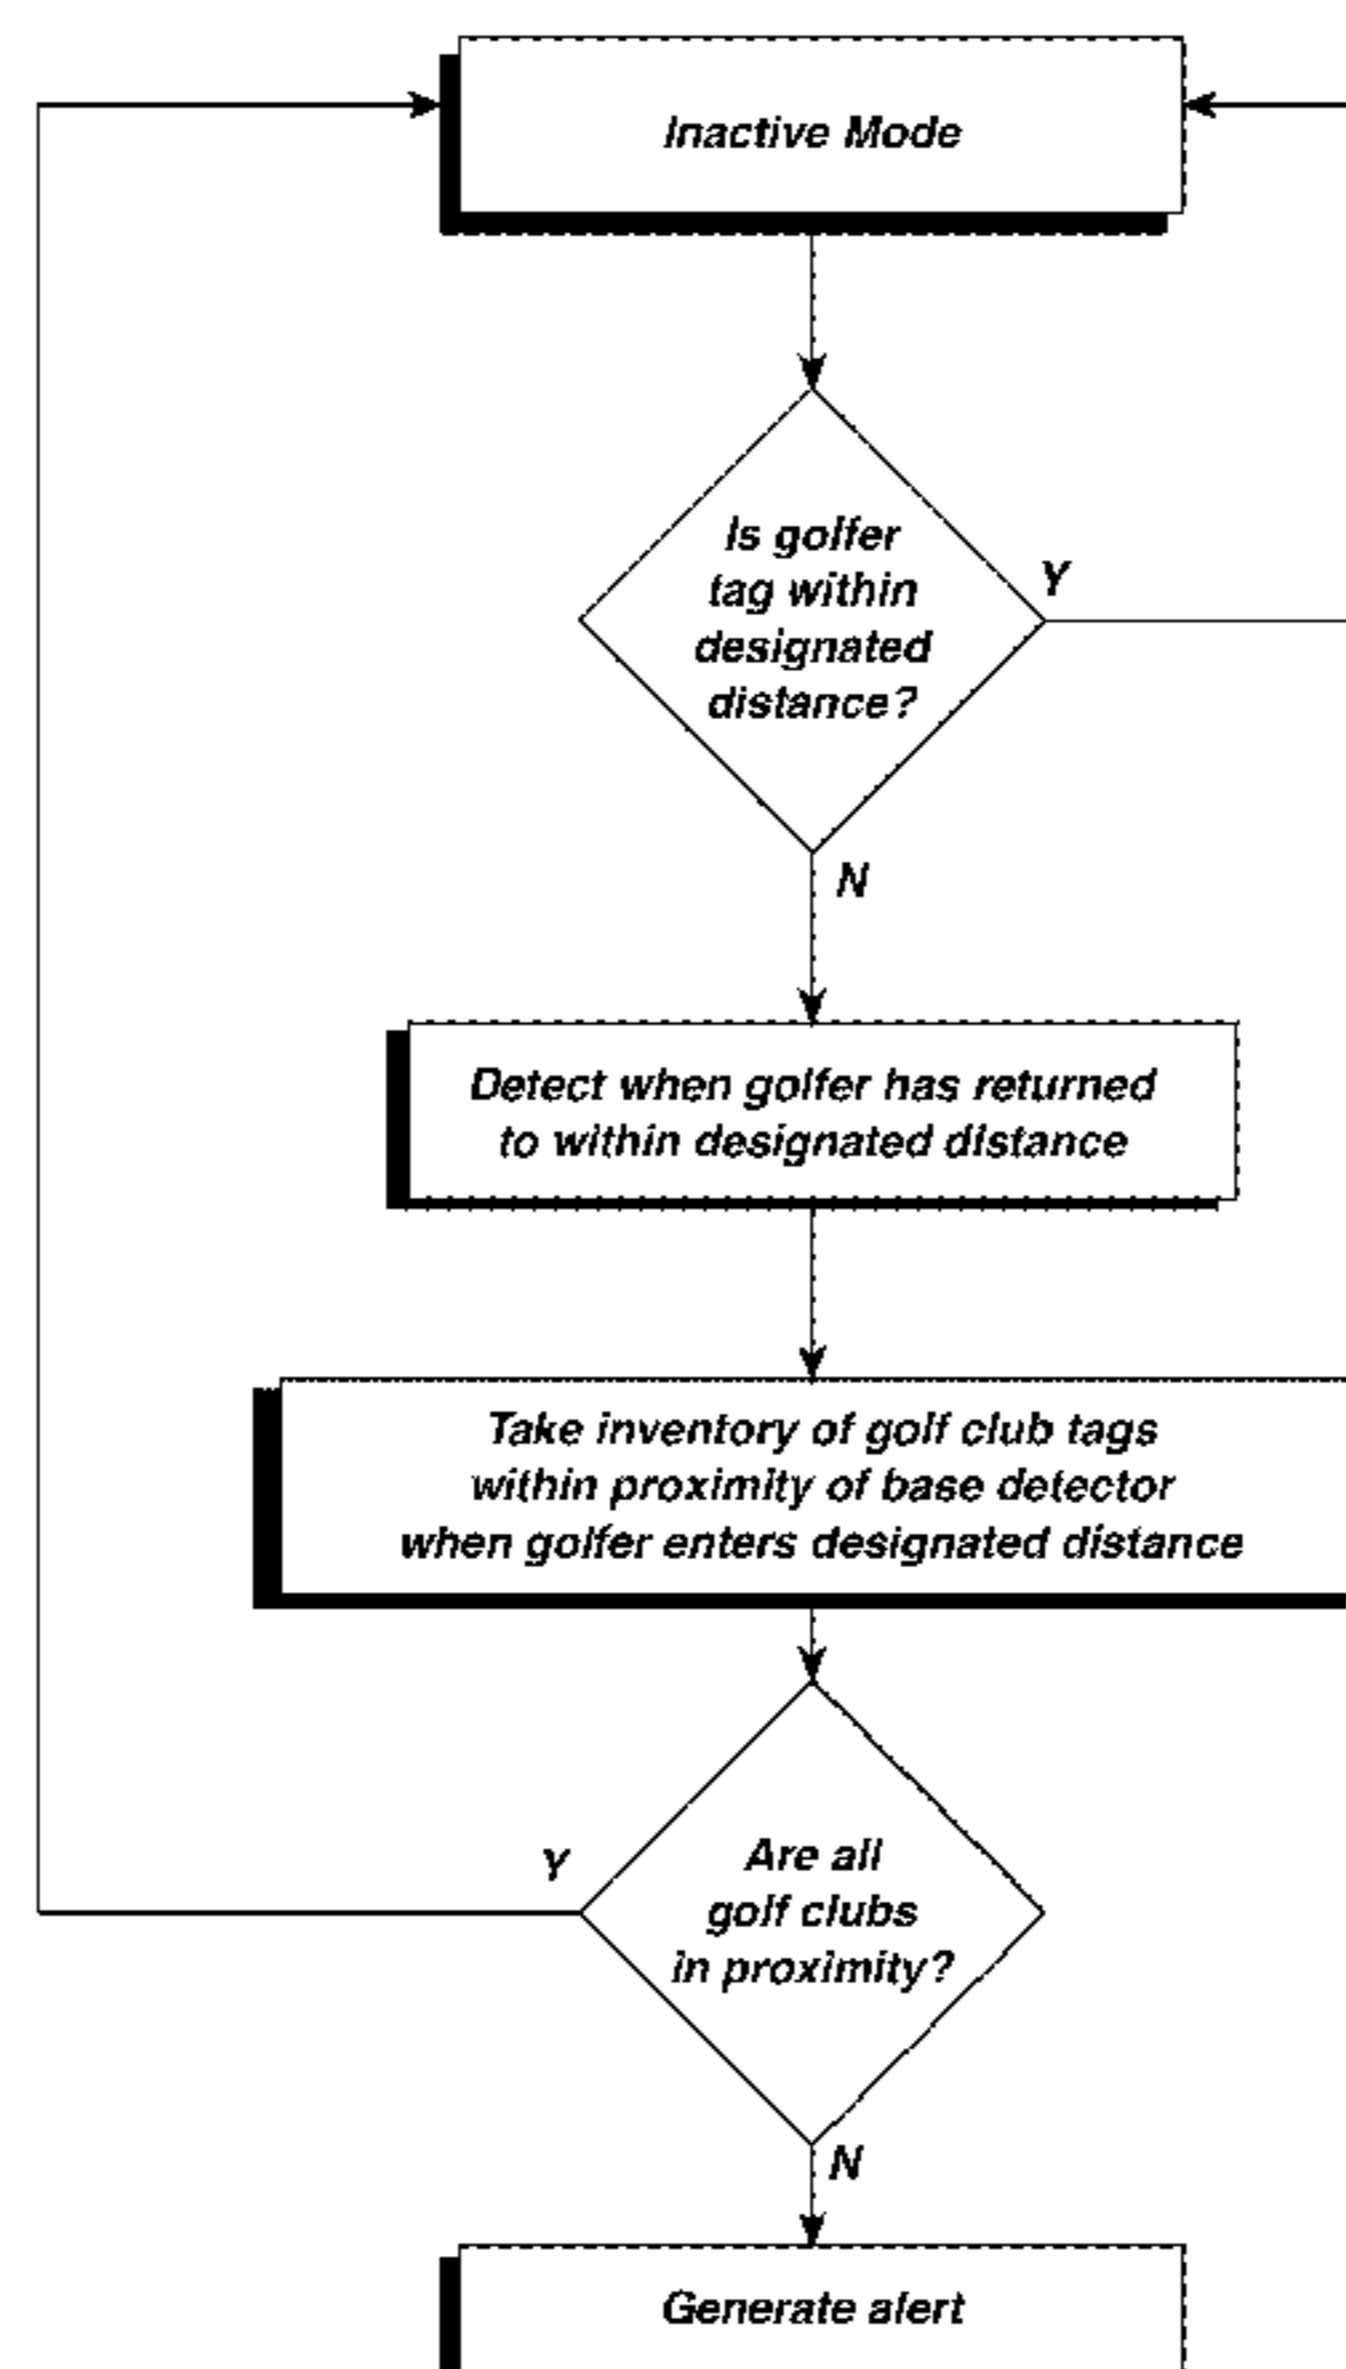 Inactive Mode
Is golfer
tag within
designated
distance?
Y
N
Detect when golfer has returned
to within designated distance
Take inventory of golf club tags
within proximity of base detector
when golfer enters designated distance
Are all
golf clubs
in proximity?
Y
N
Generate alert